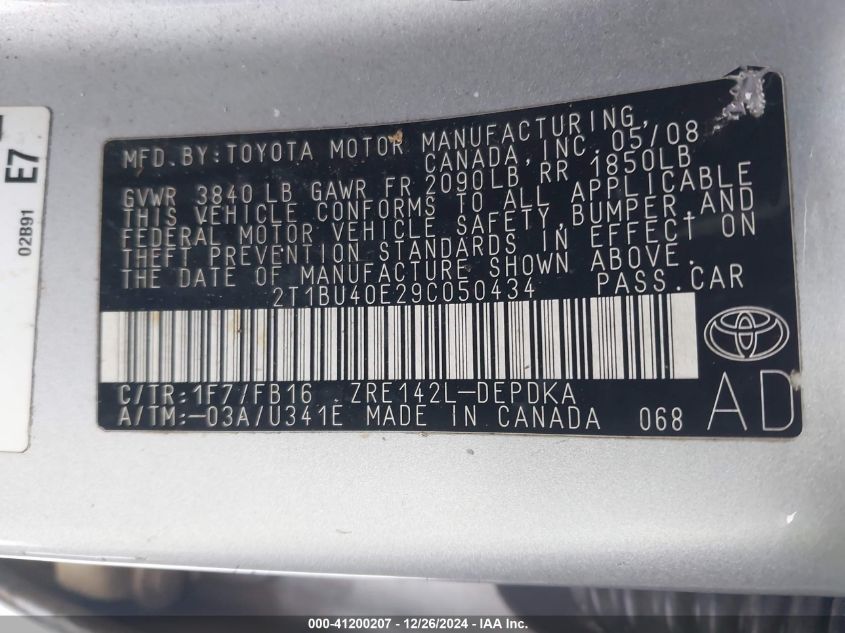 E7
02B91
MFD. BY: TOYOTA MOTOR MANUFACTURING,
CANADA, INC. 05/08
GVWR 3840 LB GAWR FR 2090LB RR 1850LB
THIS VEHICLE CONFORMS TO ALL APPLICABLE
FEDERAL MOTOR VEHICLE SAFETY, BUMPER, AND
THEFT PREVENTION STANDARDS IN EFFECT ON
THE DATE OF MANUFACTURE SHOWN ABOVE.
2T1BU40E29C050434 PASS. CAR
C/TR: 1F7/FB16 ZRE142L-DEPDKA
A/TM:-03A/U341E MADE IN CANADA 068
AD
000-41200207 - 12/26/2024 - IAA Inc.